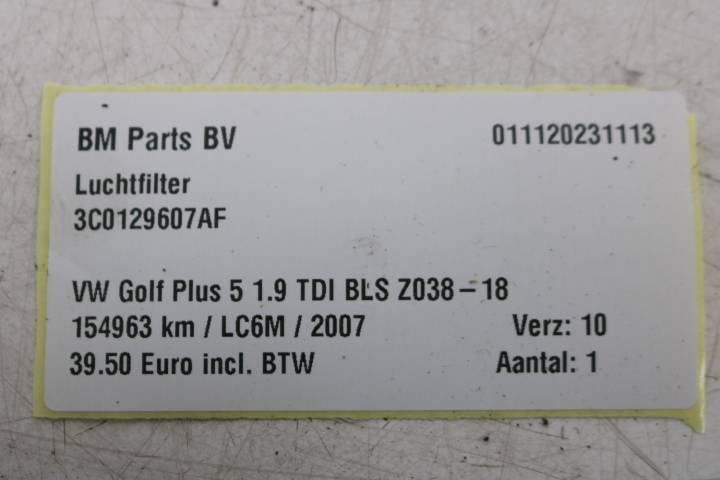 BM Parts BV 011120231113
Luchtfilter
3C0129607AF
VW Golf Plus 5 1.9 TDI BLS Z038-18
154963 km / LC6M / 2007 Verz: 10
39.50 Euro incl. BTW Aantal: 1